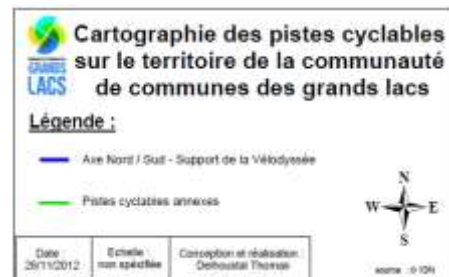 Cartographie des pistes cyclables
sur le territoire de la communauté
de communes des grands lacs
GRANDS
LACS
Légende :
Axe Nord / Sud - Support de la Vélodyssée
Pistes cyclables annexes
N
W E
S
Date :
26/11/2012
Echelle :
non spécifiée
Conception et réalisation :
Thomas
source : © IGN